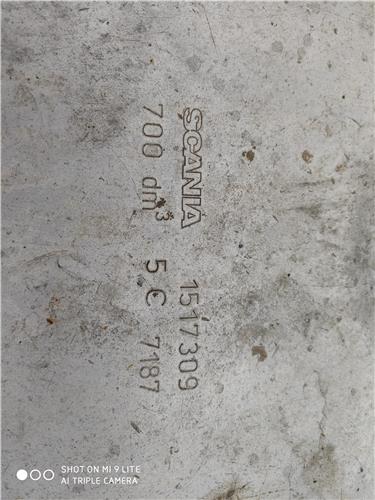 SCANIA 1517309
700 dm³ 5 C 7187
SHOT ON MI 9 LITE
AI TRIPLE CAMERA